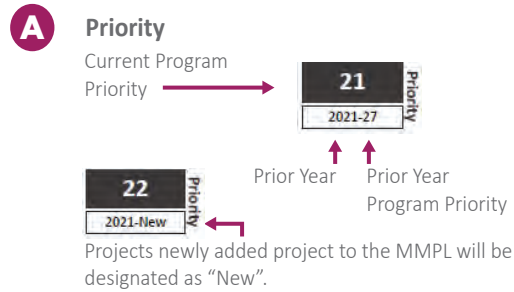 A
Priority
Current Program
Priority
21
2021-27
Priority
Prior Year
Prior Year
Program Priority
22
2021-New
Priority
Projects newly added project to the MMPL will be
designated as “New”.